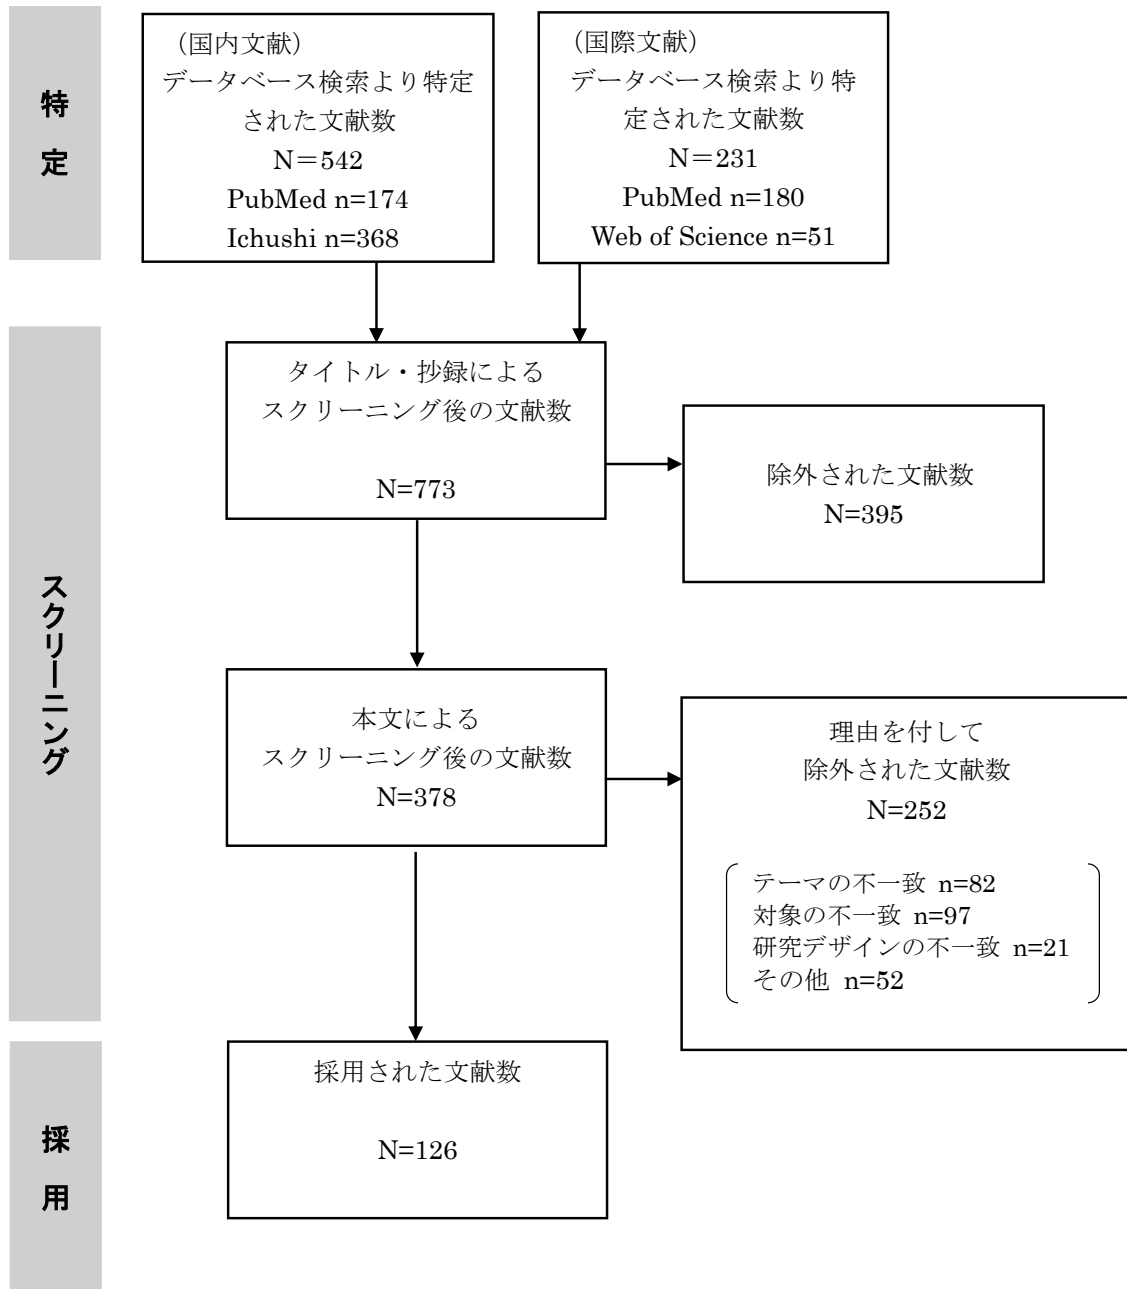 特
定
（国内文献）
データベース検索より特定
された文献数
N＝542
PubMed n=174
Ichushi n=368
（国際文献）
データベース検索より特
定された文献数
N＝231
PubMed n=180
Web of Science n=51
スクリーニング
タイトル・抄録による
スクリーニング後の文献数
N=773
除外された文献数
N=395
本文による
スクリーニング後の文献数
N=378
理由を付して
除外された文献数
N=252
テーマの不一致 n=82
対象の不一致 n=97
研究デザインの不一致 n=21
その他 n=52
採
用
採用された文献数
N=126